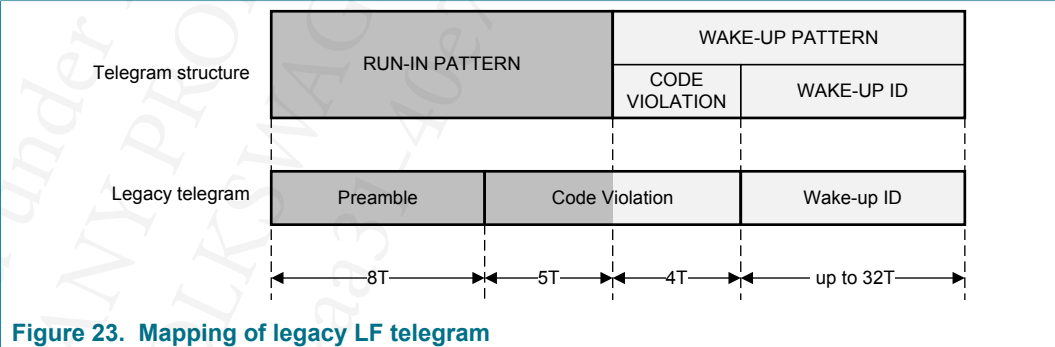 WAKE-UP PATTERN
RUN-IN PATTERN
Telegram structure
CODE
VIOLATION
WAKE-UP ID
Legacy telegram
Preamble
Code Violation
Wake-up ID
8T
5T
4T
up to 32T
Figure 23. Mapping of legacy LF telegram